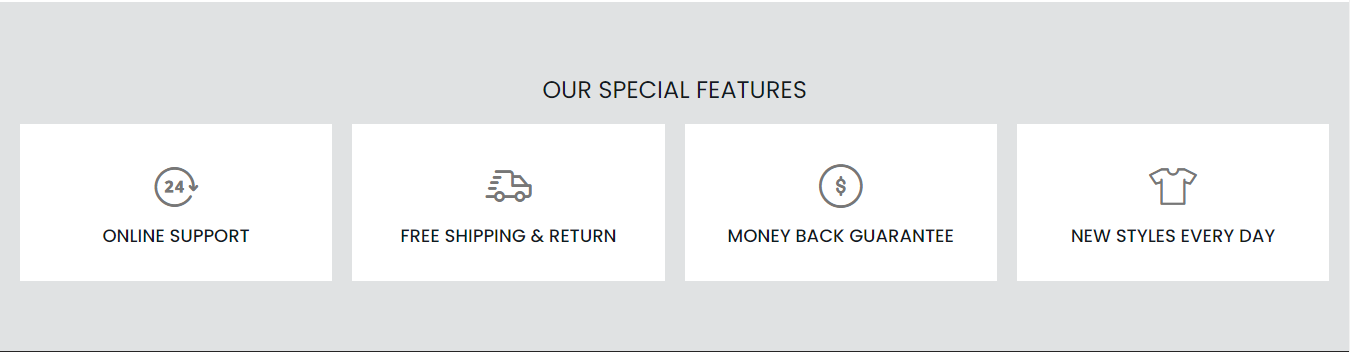 OUR SPECIAL FEATURES
24
ONLINE SUPPORT
FREE SHIPPING & RETURN
$
MONEY BACK GUARANTEE
NEW STYLES EVERY DAY